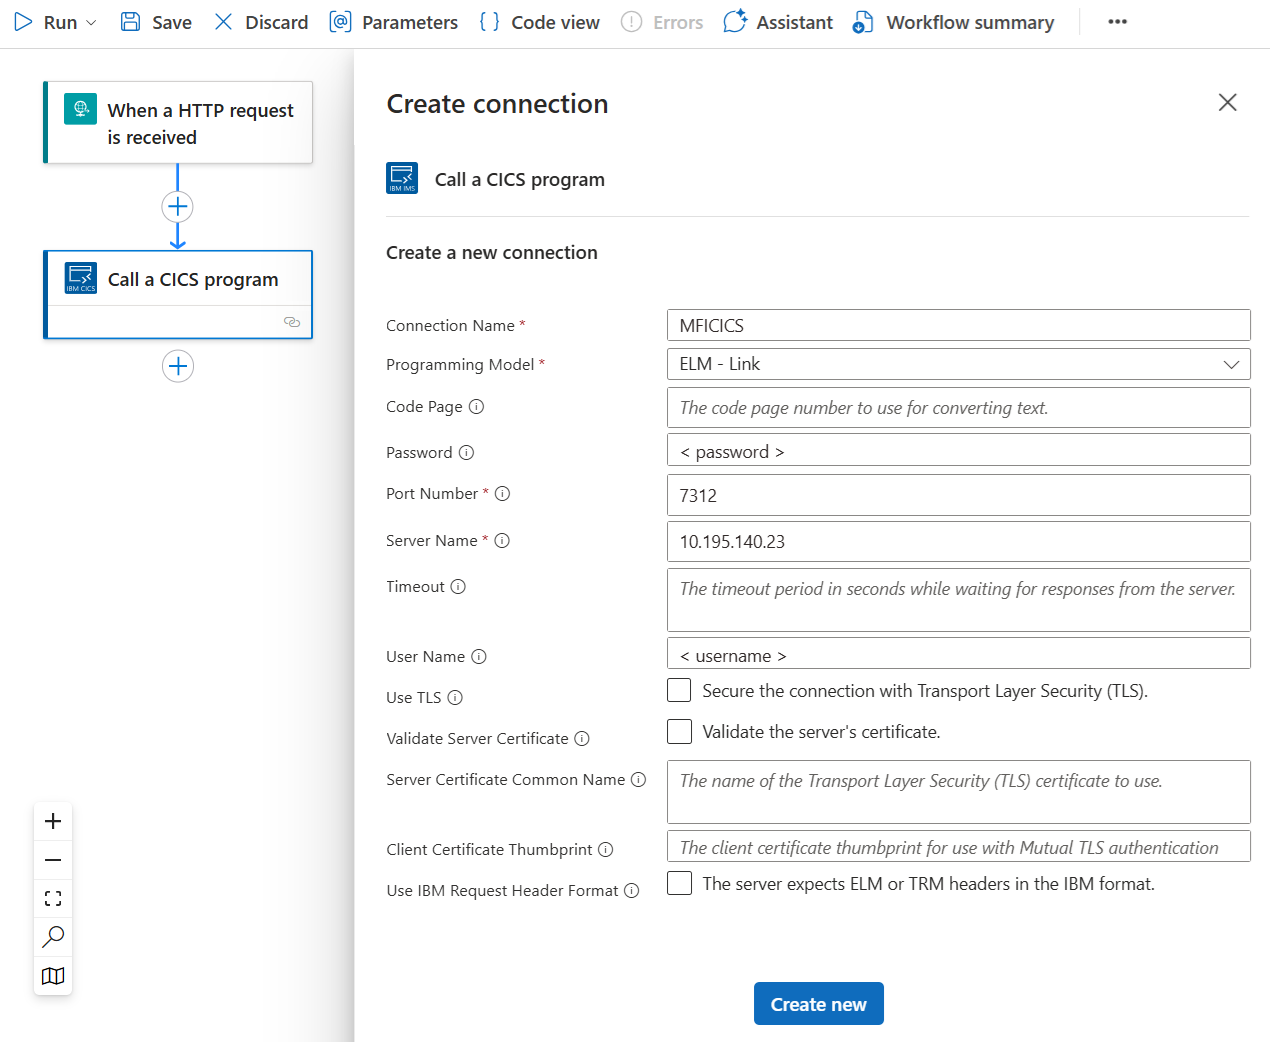 Run Save Discard Parameters Code view Errors Assistant Workflow summary
When a HTTP request
is received
IBM CICS
Call a CICS program
Create connection
IBM IMS
Call a CICS program
Create a new connection
Connection Name * MFICICS
Programming Model * ELM - Link
Code Page The code page number to use for converting text.
Password < password >
Port Number * 7312
Server Name * 10.195.140.23
Timeout The timeout period in seconds while waiting for responses from the server.
User Name < username >
Use TLS Secure the connection with Transport Layer Security (TLS).
Validate Server Certificate Validate the server's certificate.
Server Certificate Common Name The name of the Transport Layer Security (TLS) certificate to use.
Client Certificate Thumbprint The client certificate thumbprint for use with Mutual TLS authentication
Use IBM Request Header Format The server expects ELM or TRM headers in the IBM format.
Create new